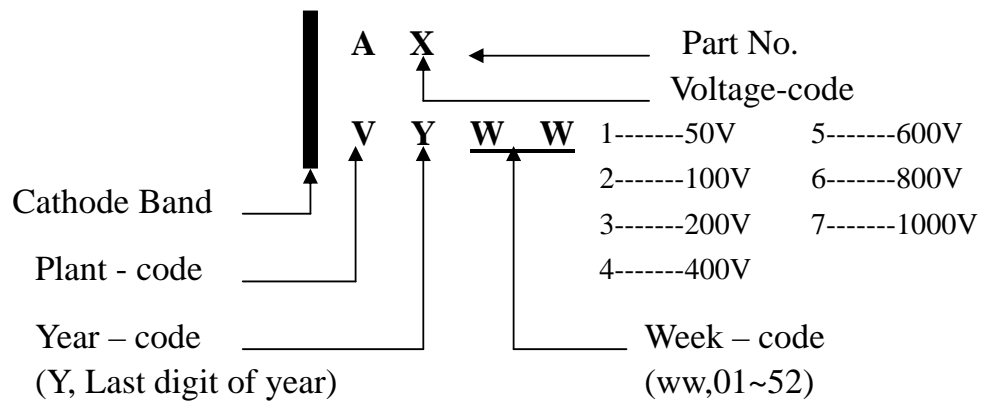 A X Part No.
Voltage-code
V Y W W
1-------50V 5-------600V
2-------100V 6-------800V
3-------200V 7-------1000V
4-------400V
Cathode Band
Plant - code
Year – code
(Y, Last digit of year)
Week – code
(ww,01~52)